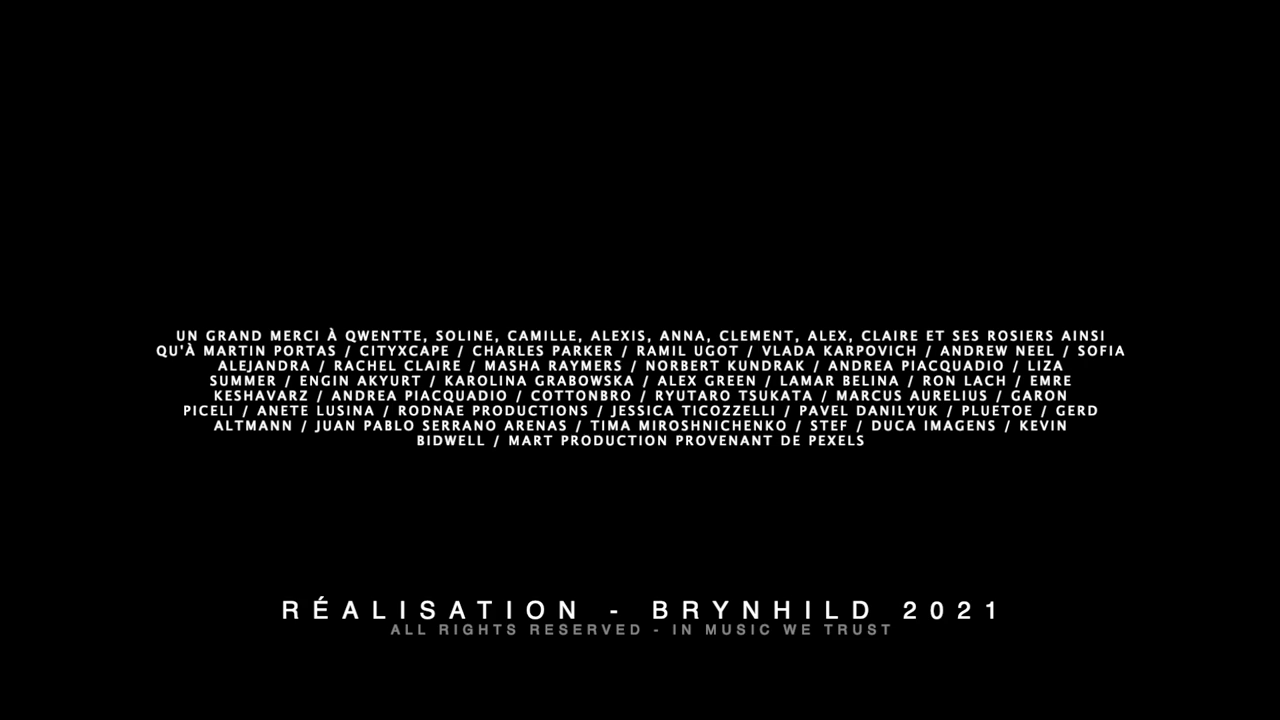 UN GRAND MERCI À QWENTTE, SOLINE, CAMILLE, ALEXIS, ANNA, CLEMENT, ALEX, CLAIRE ET SES ROSIERS AINSI
QU'À MARTIN PORTAS / CITYXCAPE / CHARLES PARKER / RAMIL UGOT / VLADA KARPOVICH / ANDREW NEEL / SOFIA
ALEJANDRA / RACHEL CLAIRE / MASHA RAYMERS / NORBERT KUNDRAK / ANDREA PIACQUADIO / LIZA
SUMMER / ENGIN AKYURT / KAROLINA GRABOWSKA / ALEX GREEN / LAMAR BELINA / RON LACH / EMRE
KESHAVARZ / ANDREA PIACQUADIO / COTTONBRO / RYUTARO TSUKATA / MARCUS AURELIUS / GARON
PICELI / ANETE LUSINA / RODNAE PRODUCTIONS / JESSICA TICOZZELLI / PAVEL DANILYUK / PLUETOE / GERD
ALTMANN / JUAN PABLO SERRANO ARENAS / TIMA MIROSHNICHENKO / STEF / DUCA IMAGENS / KEVIN
BIDWELL / MART PRODUCTION PROVENANT DE PEXELS
RÉALISATION - BRYNHILD 2021
ALL RIGHTS RESERVED - IN MUSIC WE TRUST